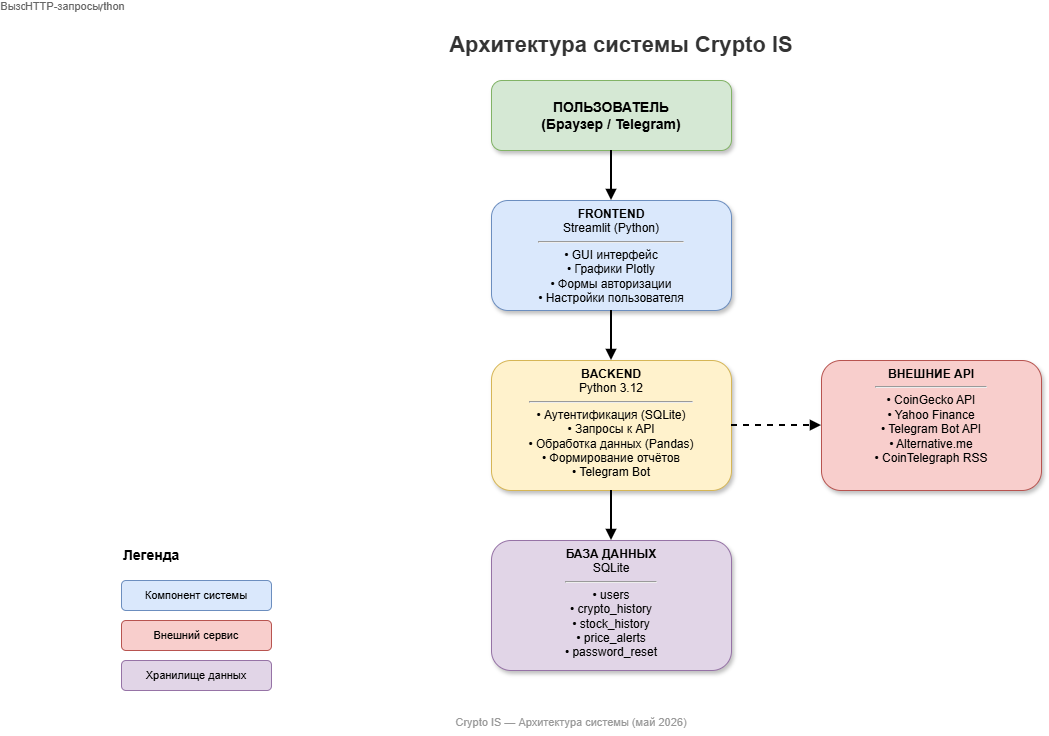 HTTP-запросы
Архитектура системы Crypto IS
ПОЛЬЗОВАТЕЛЬ
(Браузер / Telegram)
FRONTEND
Streamlit (Python)
• GUI интерфейс
• Графики Plotly
• Формы авторизации
• Настройки пользователя
BACKEND
Python 3.12
• Аутентификация (SQLite)
• Запросы к API
• Обработка данных (Pandas)
• Формирование отчётов
• Telegram Bot
ВНЕШНИЕ API
• CoinGecko API
• Yahoo Finance
• Telegram Bot API
• Alternative.me
• CoinTelegraph RSS
БАЗА ДАННЫХ
SQLite
• users
• crypto_history
• stock_history
• price_alerts
• password_reset
Легенда
Компонент системы
Внешний сервис
Хранилище данных
Crypto IS — Архитектура системы (май 2026)